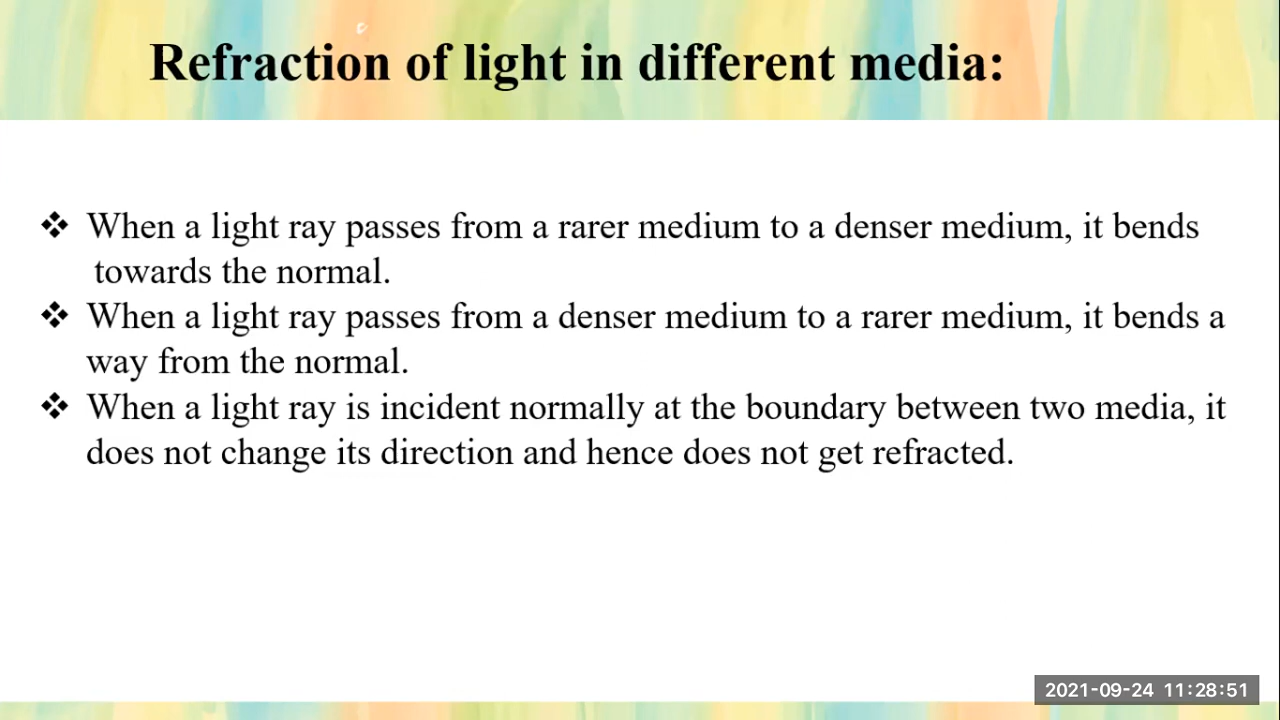 Refraction of light in different media:
❖ When a light ray passes from a rarer medium to a denser medium, it bends
towards the normal.
❖ When a light ray passes from a denser medium to a rarer medium, it bends a
way from the normal.
❖ When a light ray is incident normally at the boundary between two media, it
does not change its direction and hence does not get refracted.
2021-09-24 11:28:51